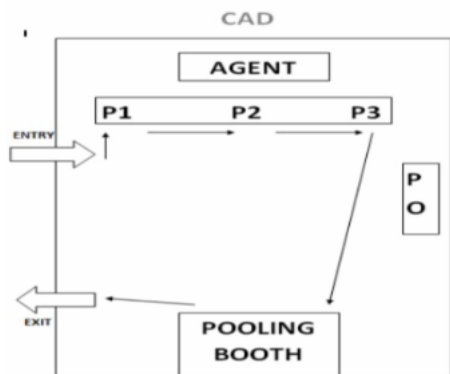 CAD
AGENT
P1 P2 P3
ENTRY
P
O
EXIT
POOLING
BOOTH